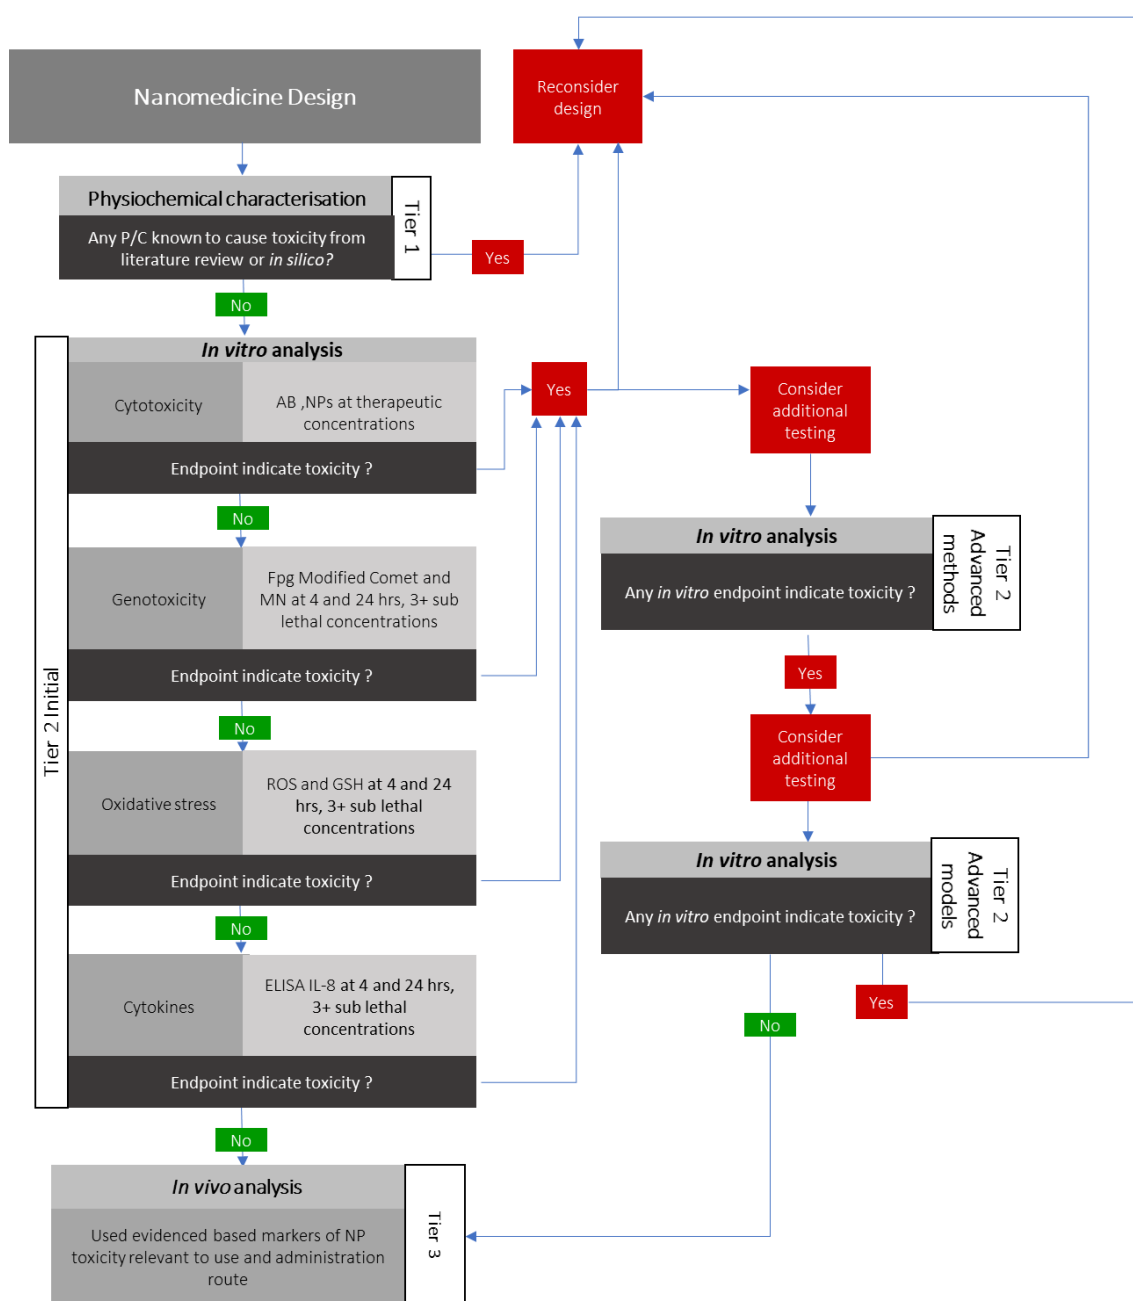 Nanomedicine Design
Reconsider
design
Physiochemical characterisation
Any P/C known to cause toxicity from
literature review or in silico?
Tier 1
Yes
No
Tier 2 Initial
In vitro analysis
Cytotoxicity
AB ,NPs at therapeutic
concentrations
Endpoint indicate toxicity ?
No
Genotoxicity
Fpg Modified Comet and
MN at 4 and 24 hrs, 3+ sub
lethal concentrations
Endpoint indicate toxicity ?
No
Oxidative stress
ROS and GSH at 4 and 24
hrs, 3+ sub lethal
concentrations
Endpoint indicate toxicity ?
No
Cytokines
ELISA IL-8 at 4 and 24 hrs,
3+ sub lethal
concentrations
Endpoint indicate toxicity ?
No
In vivo analysis
Used evidenced based markers of NP
toxicity relevant to use and administration
route
Tier 3
Yes
Consider
additional
testing
In vitro analysis
Any in vitro endpoint indicate toxicity ?
Tier 2
Advanced
methods
Yes
Consider
additional
testing
In vitro analysis
Any in vitro endpoint indicate toxicity ?
Tier 2
Advanced
models
Yes
No